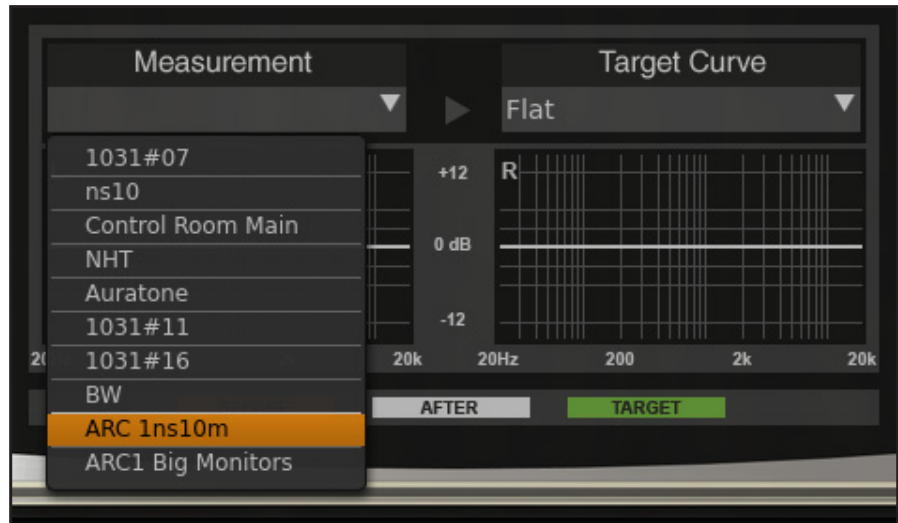 Measurement
Target Curve
Flat
1031#07
ns10
Control Room Main
NHT
Auratone
1031#11
1031#16
BW
ARC 1ns10m
ARC1 Big Monitors
+12
0 dB
-12
R
20k
20Hz
200
2k
20k
AFTER
TARGET